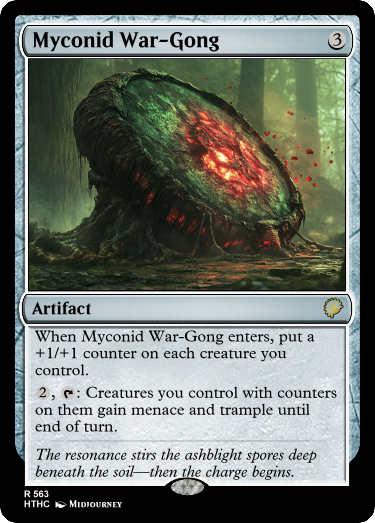 Myconid War-Gong 3
Artifact
When Myconid War-Gong enters, put a
+1/+1 counter on each creature you
control.
2, : Creatures you control with counters
on them gain menace and trample until
end of turn.
The resonance stirs the ashblight spores deep
beneath the soil—then the charge begins.
R 563
HTHC Midjourney